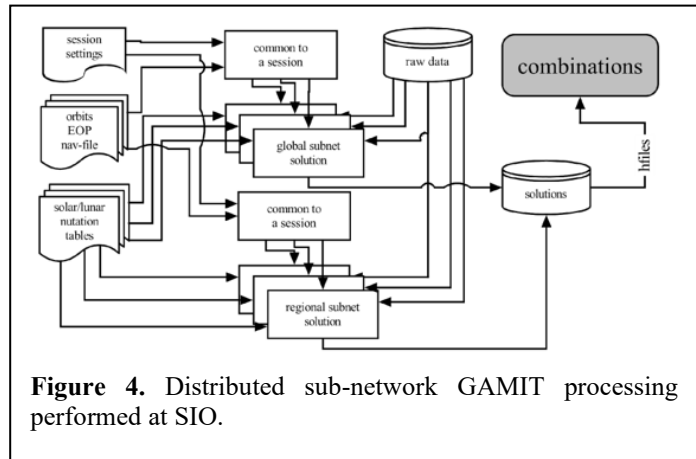 session
settings
common to
a session
raw data
combinations
orbits
EOP
nav-file
global subnet
solution
hfiles
solutions
solar/lunar
nutation
tables
common to
a session
regional subnet
solution
Figure 4. Distributed sub-network GAMIT processing
performed at SIO.